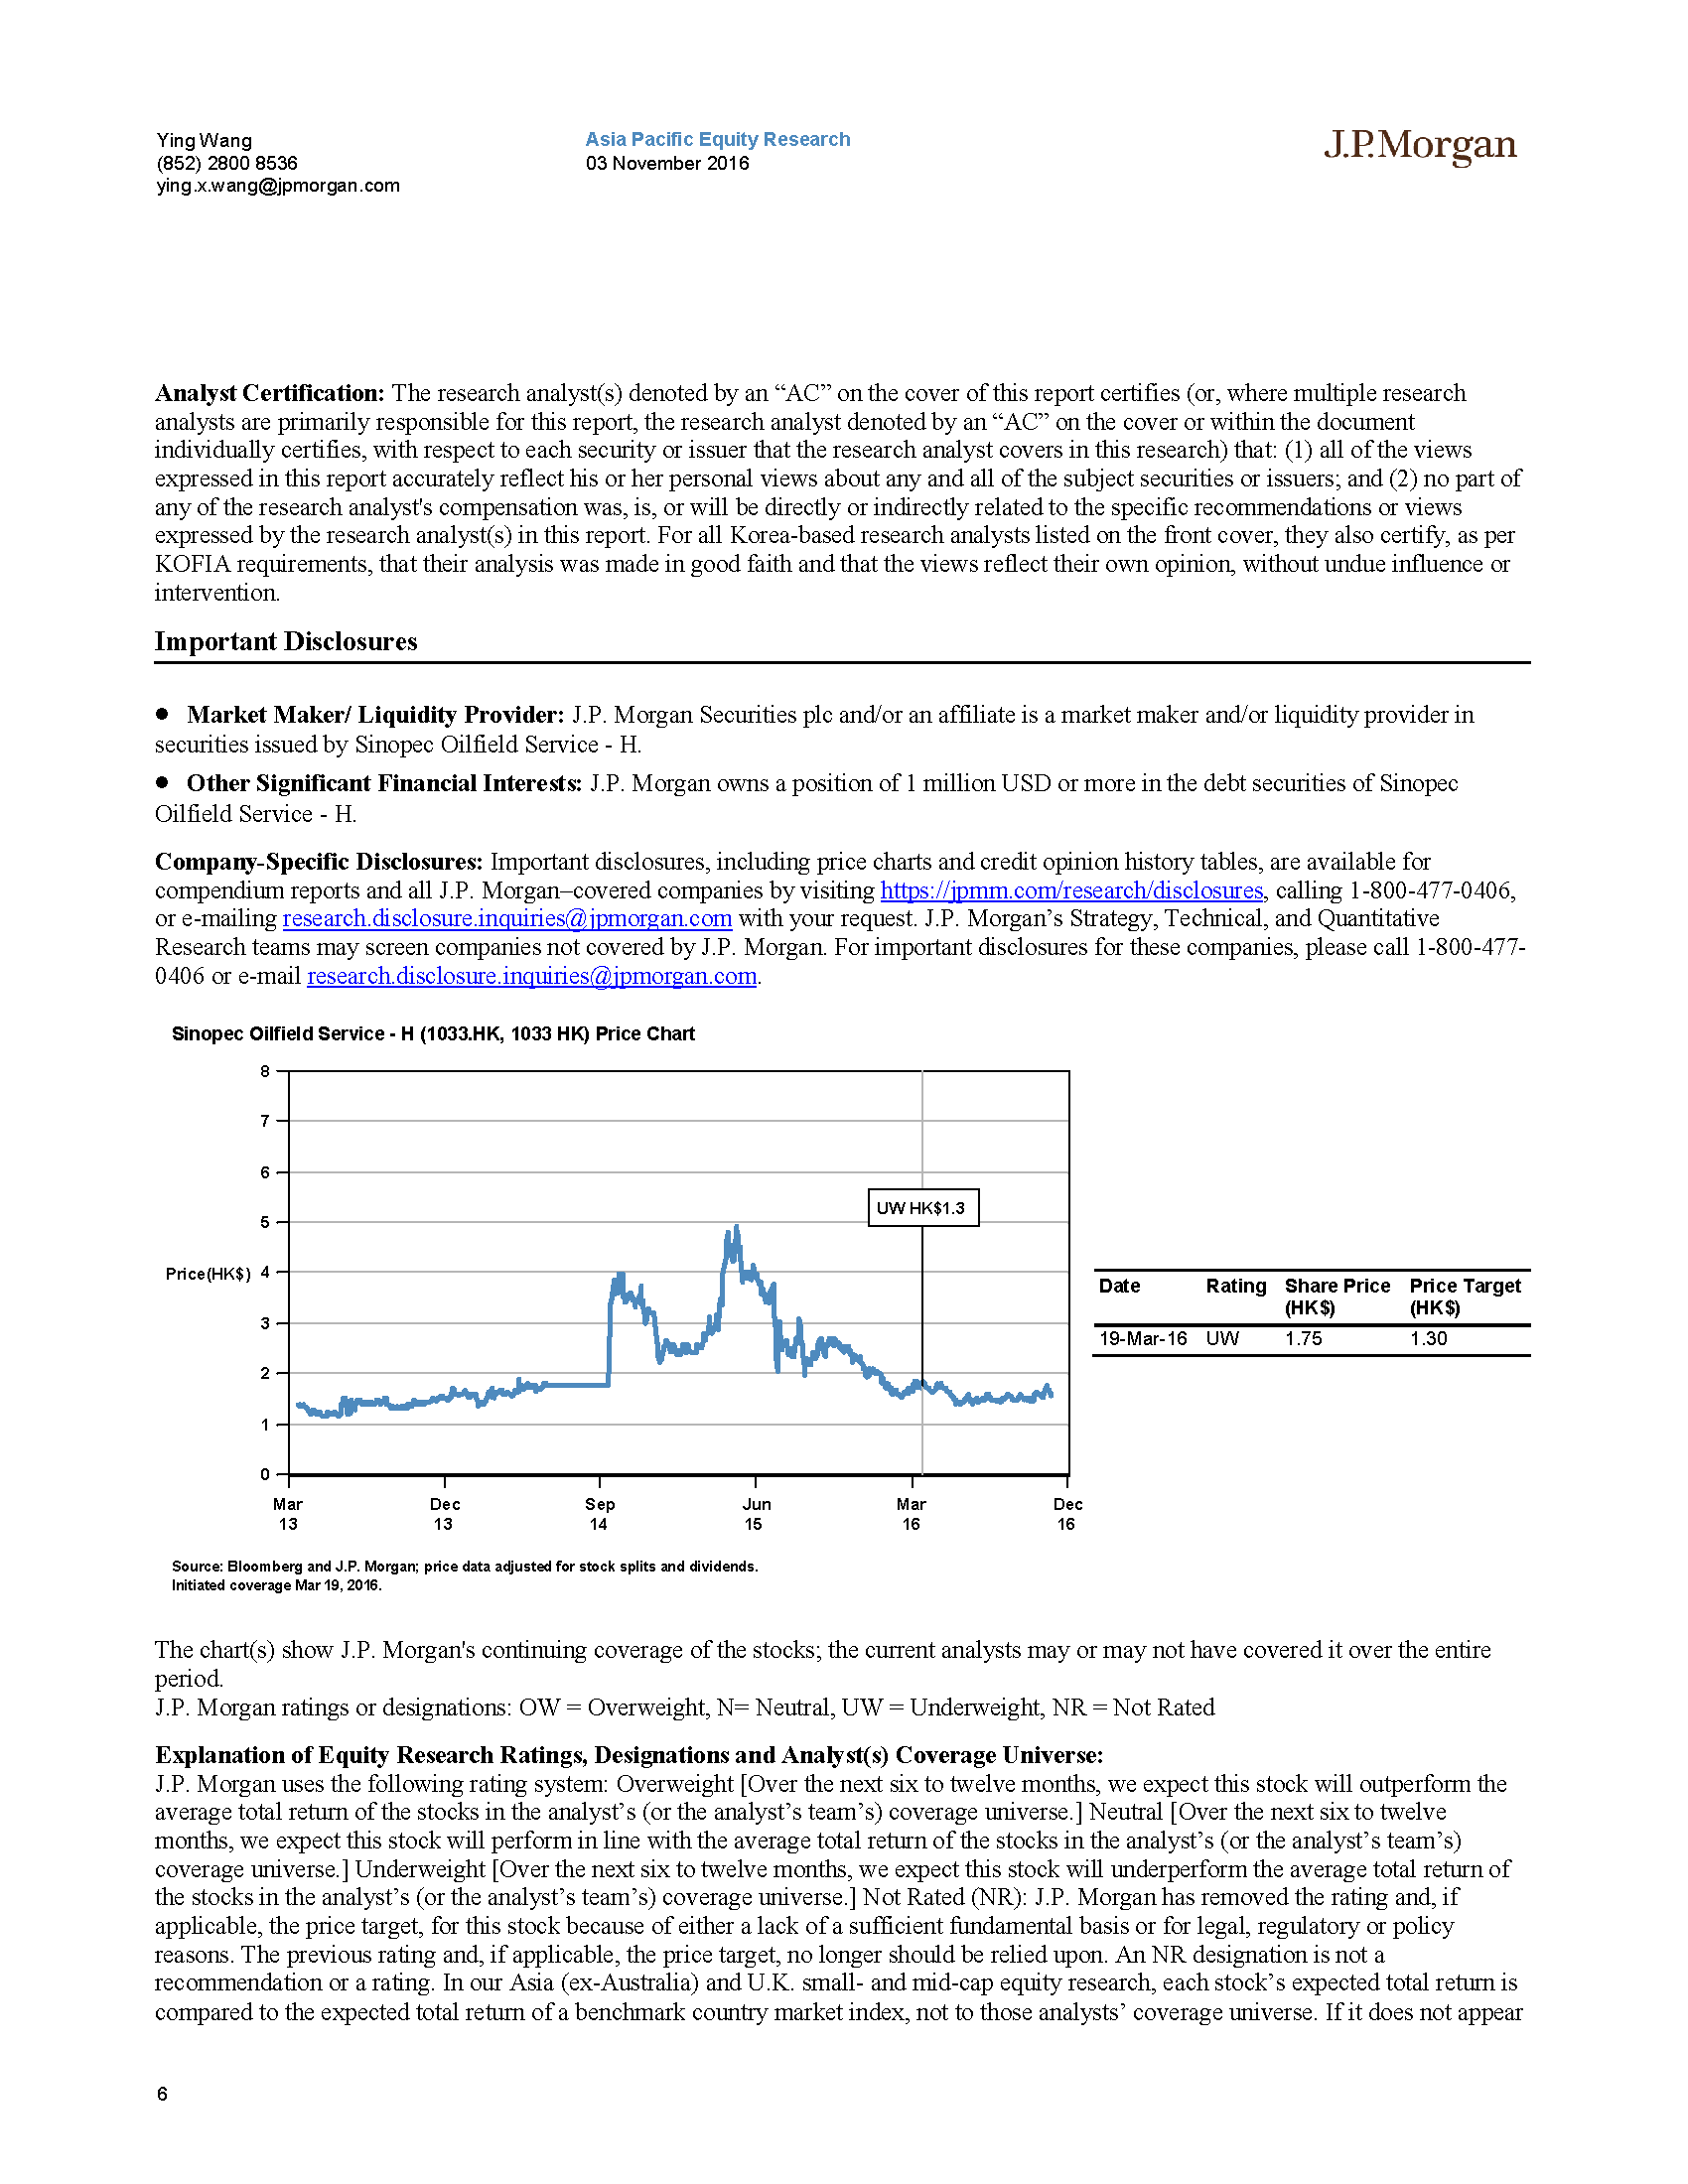 Ying Wang
(852) 2800 8536
ying.x.wang@jpmorgan.com
Asia Pacific Equity Research
03 November 2016
J.P.Morgan
Analyst Certification: The research analyst(s) denoted by an “AC” on the cover of this report certifies (or, where multiple research
analysts are primarily responsible for this report, the research analyst denoted by an “AC” on the cover or within the document
individually certifies, with respect to each security or issuer that the research analyst covers in this research) that: (1) all of the views
expressed in this report accurately reflect his or her personal views about any and all of the subject securities or issuers; and (2) no part of
any of the research analyst's compensation was, is, or will be directly or indirectly related to the specific recommendations or views
expressed by the research analyst(s) in this report. For all Korea-based research analysts listed on the front cover, they also certify, as per
KOFIA requirements, that their analysis was made in good faith and that the views reflect their own opinion, without undue influence or
intervention.
Important Disclosures
● Market Maker/ Liquidity Provider: J.P. Morgan Securities plc and/or an affiliate is a market maker and/or liquidity provider in
securities issued by Sinopec Oilfield Service - H.
● Other Significant Financial Interests: J.P. Morgan owns a position of 1 million USD or more in the debt securities of Sinopec
Oilfield Service - H.
Company-Specific Disclosures: Important disclosures, including price charts and credit opinion history tables, are available for
compendium reports and all J.P. Morgan–covered companies by visiting https://jpmm.com/research/disclosures, calling 1-800-477-0406,
or e-mailing research.disclosure.inquiries@jpmorgan.com with your request. J.P. Morgan’s Strategy, Technical, and Quantitative
Research teams may screen companies not covered by J.P. Morgan. For important disclosures for these companies, please call 1-800-477-
0406 or e-mail research.disclosure.inquiries@jpmorgan.com.
Sinopec Oilfield Service - H (1033.HK, 1033 HK) Price Chart
8
7
6
5
Price(HK$) 4
3
2
1
0
UW HK$1.3
Mar Dec Sep Jun Mar Dec
13 13 14 15 16 16
Date Rating Share Price Price Target
(HK$) (HK$)
19-Mar-16 UW 1.75 1.30
Source: Bloomberg and J.P. Morgan; price data adjusted for stock splits and dividends.
Initiated coverage Mar 19, 2016.
The chart(s) show J.P. Morgan's continuing coverage of the stocks; the current analysts may or may not have covered it over the entire
period.
J.P. Morgan ratings or designations: OW = Overweight, N= Neutral, UW = Underweight, NR = Not Rated
Explanation of Equity Research Ratings, Designations and Analyst(s) Coverage Universe:
J.P. Morgan uses the following rating system: Overweight [Over the next six to twelve months, we expect this stock will outperform the
average total return of the stocks in the analyst’s (or the analyst’s team’s) coverage universe.] Neutral [Over the next six to twelve
months, we expect this stock will perform in line with the average total return of the stocks in the analyst’s (or the analyst’s team’s)
coverage universe.] Underweight [Over the next six to twelve months, we expect this stock will underperform the average total return of
the stocks in the analyst’s (or the analyst’s team’s) coverage universe.] Not Rated (NR): J.P. Morgan has removed the rating and, if
applicable, the price target, for this stock because of either a lack of a sufficient fundamental basis or for legal, regulatory or policy
reasons. The previous rating and, if applicable, the price target, no longer should be relied upon. An NR designation is not a
recommendation or a rating. In our Asia (ex-Australia) and U.K. small- and mid-cap equity research, each stock’s expected total return is
compared to the expected total return of a benchmark country market index, not to those analysts’ coverage universe. If it does not appear
6